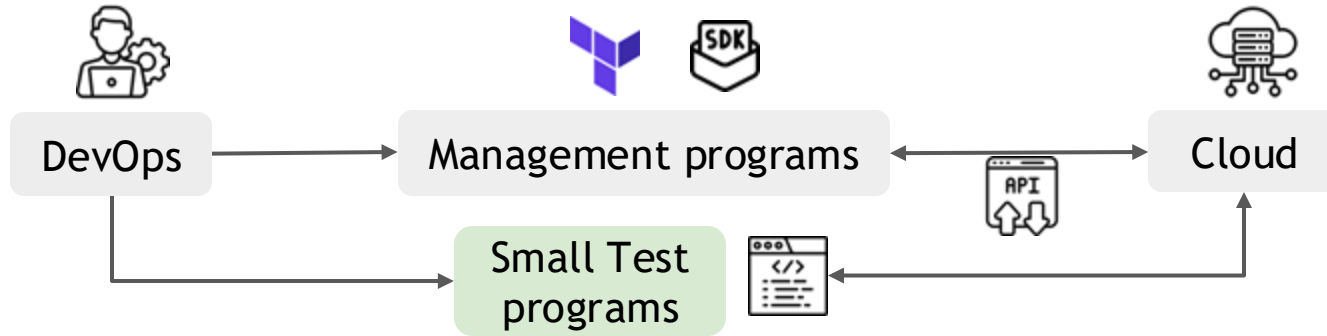 SDK
DevOps
Management programs
Cloud
API
Small Test
programs
</>